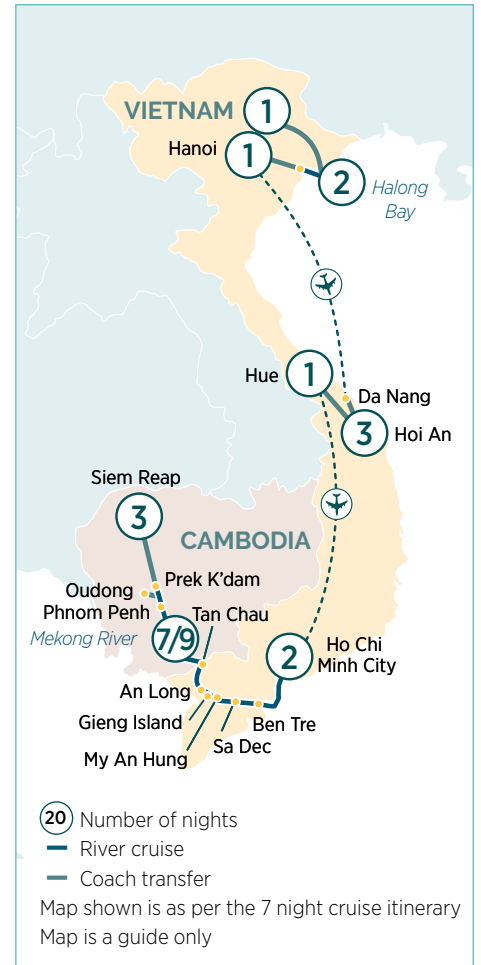 VIETNAM
1
Hanoi
1
2
Halong
Bay
Hue
1
Da Nang
3
Hoi An
Siem Reap
3
CAMBODIA
Prek K'dam
Oudong
Phnom Penh
Tan Chau
Mekong River
7/9
2
Ho Chi
Minh City
An Long
Gieng Island
Ben Tre
Sa Dec
My An Hung
20 Number of nights
River cruise
Coach transfer
Map shown is as per the 7 night cruise itinerary
Map is a guide only